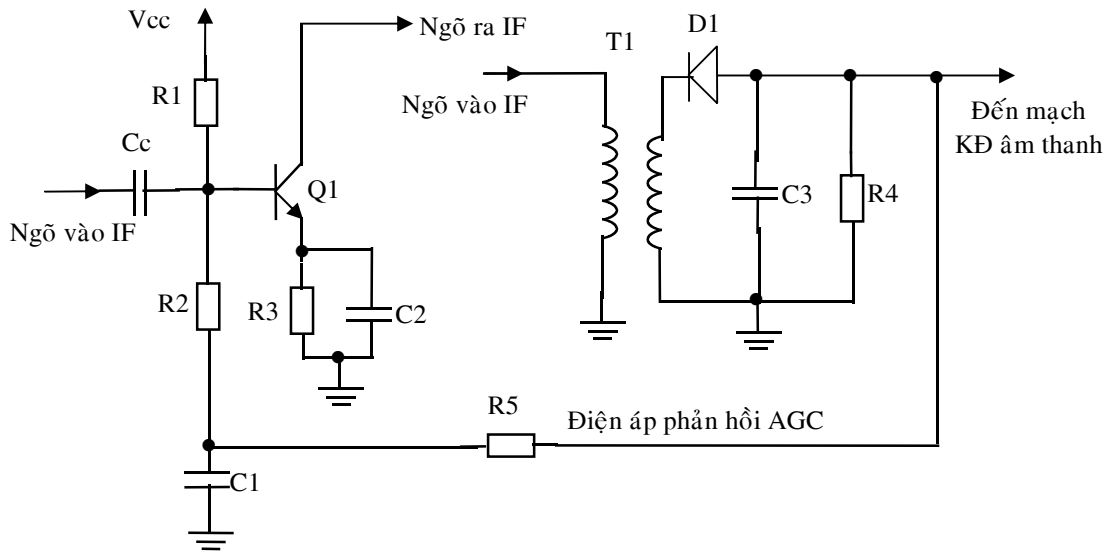 Vcc
Ngõ ra IF
D1
T1
R1
Ngõ vào IF
Đến mạch
KĐ âm thanh
Cc
Q1
C3
R4
Ngõ vào IF
R2
R3
C2
R5
Điện áp phản hồi AGC
C1